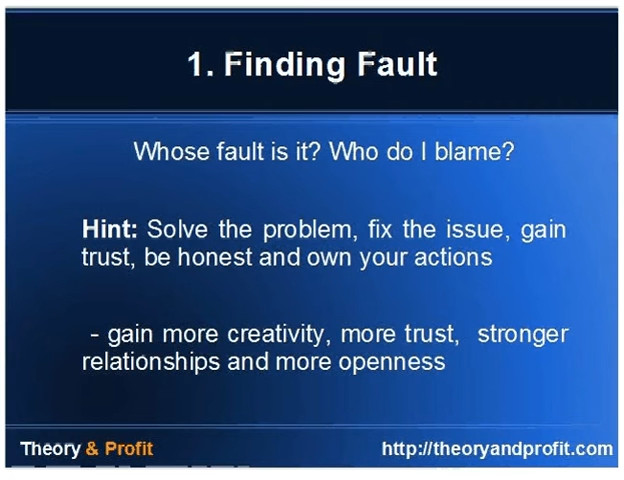 1. Finding Fault
Whose fault is it? Who do I blame?
Hint: Solve the problem, fix the issue, gain
trust, be honest and own your actions
- gain more creativity, more trust, stronger
relationships and more openness
Theory & Profit
http://theoryandprofit.com